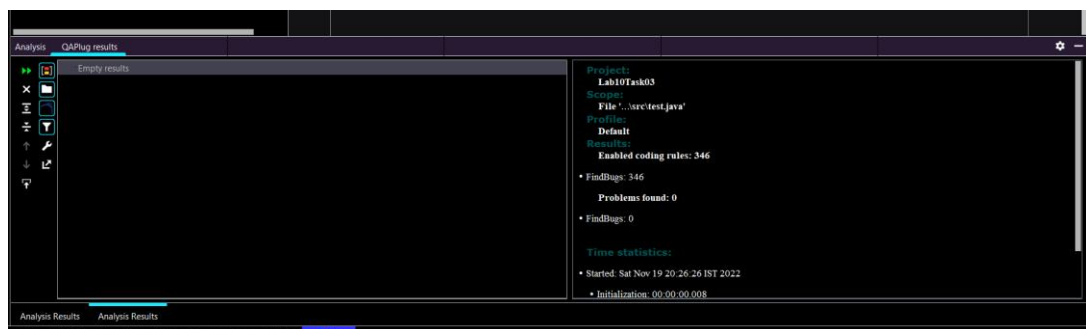 Analysis QAPlug results
Empty results
Project:
Lab10Task03
Scope:
File '...\src\test.java'
Profile:
Default
Results:
Enabled coding rules: 346
• FindBugs: 346
Problems found: 0
• FindBugs: 0
Time statistics:
• Started: Sat Nov 19 20:26:26 IST 2022
• Initialization: 00:00:00.008
Analysis Results Analysis Results